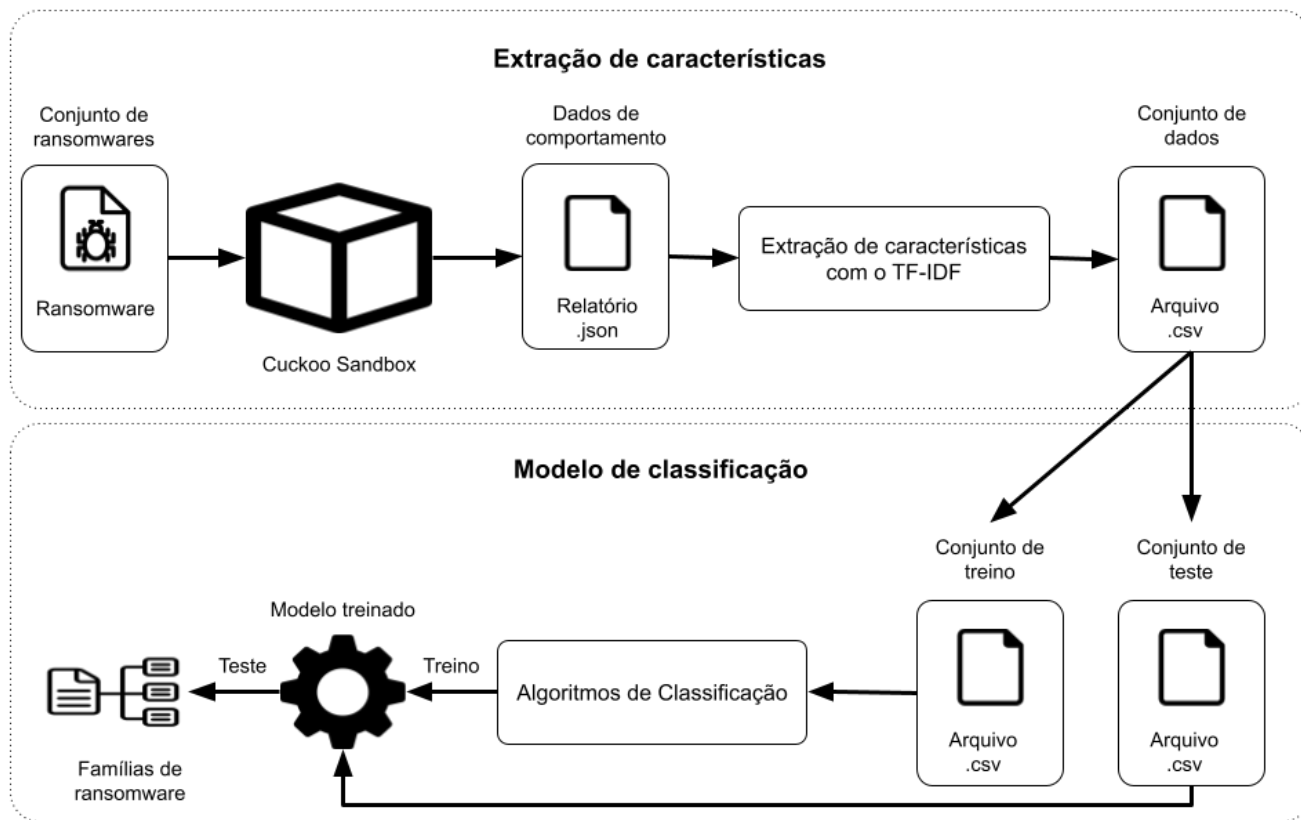 Extração de características
Conjunto de
ransomwares
Ransomware
Cuckoo Sandbox
Dados de
comportamento
Relatório
.json
Extração de características
com o TF-IDF
Conjunto de
dados
Arquivo
.csv
Modelo de classificação
Conjunto de
treino
Arquivo
.csv
Conjunto de
teste
Arquivo
.csv
Algoritmos de Classificação
Treino
Modelo treinado
Teste
Famílias de
ransomware